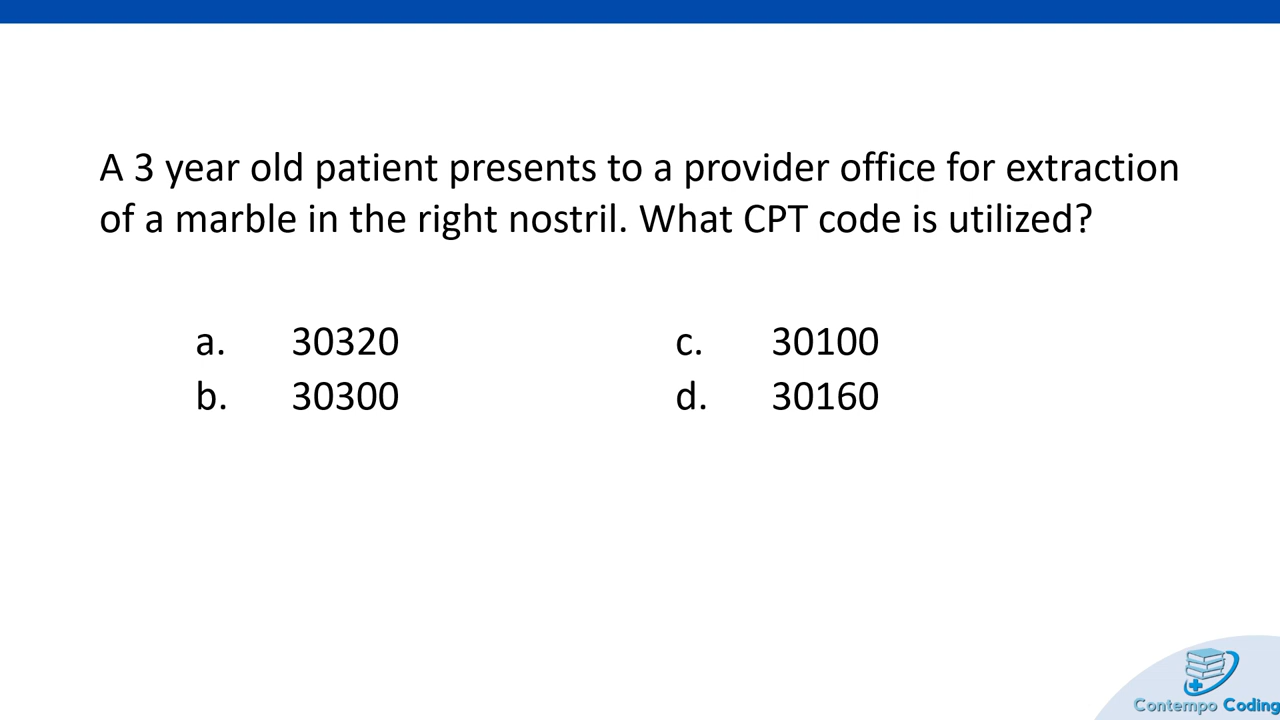 A 3 year old patient presents to a provider office for extraction
of a marble in the right nostril. What CPT code is utilized?
a. 30320 c. 30100
b. 30300 d. 30160
Contempo Coding